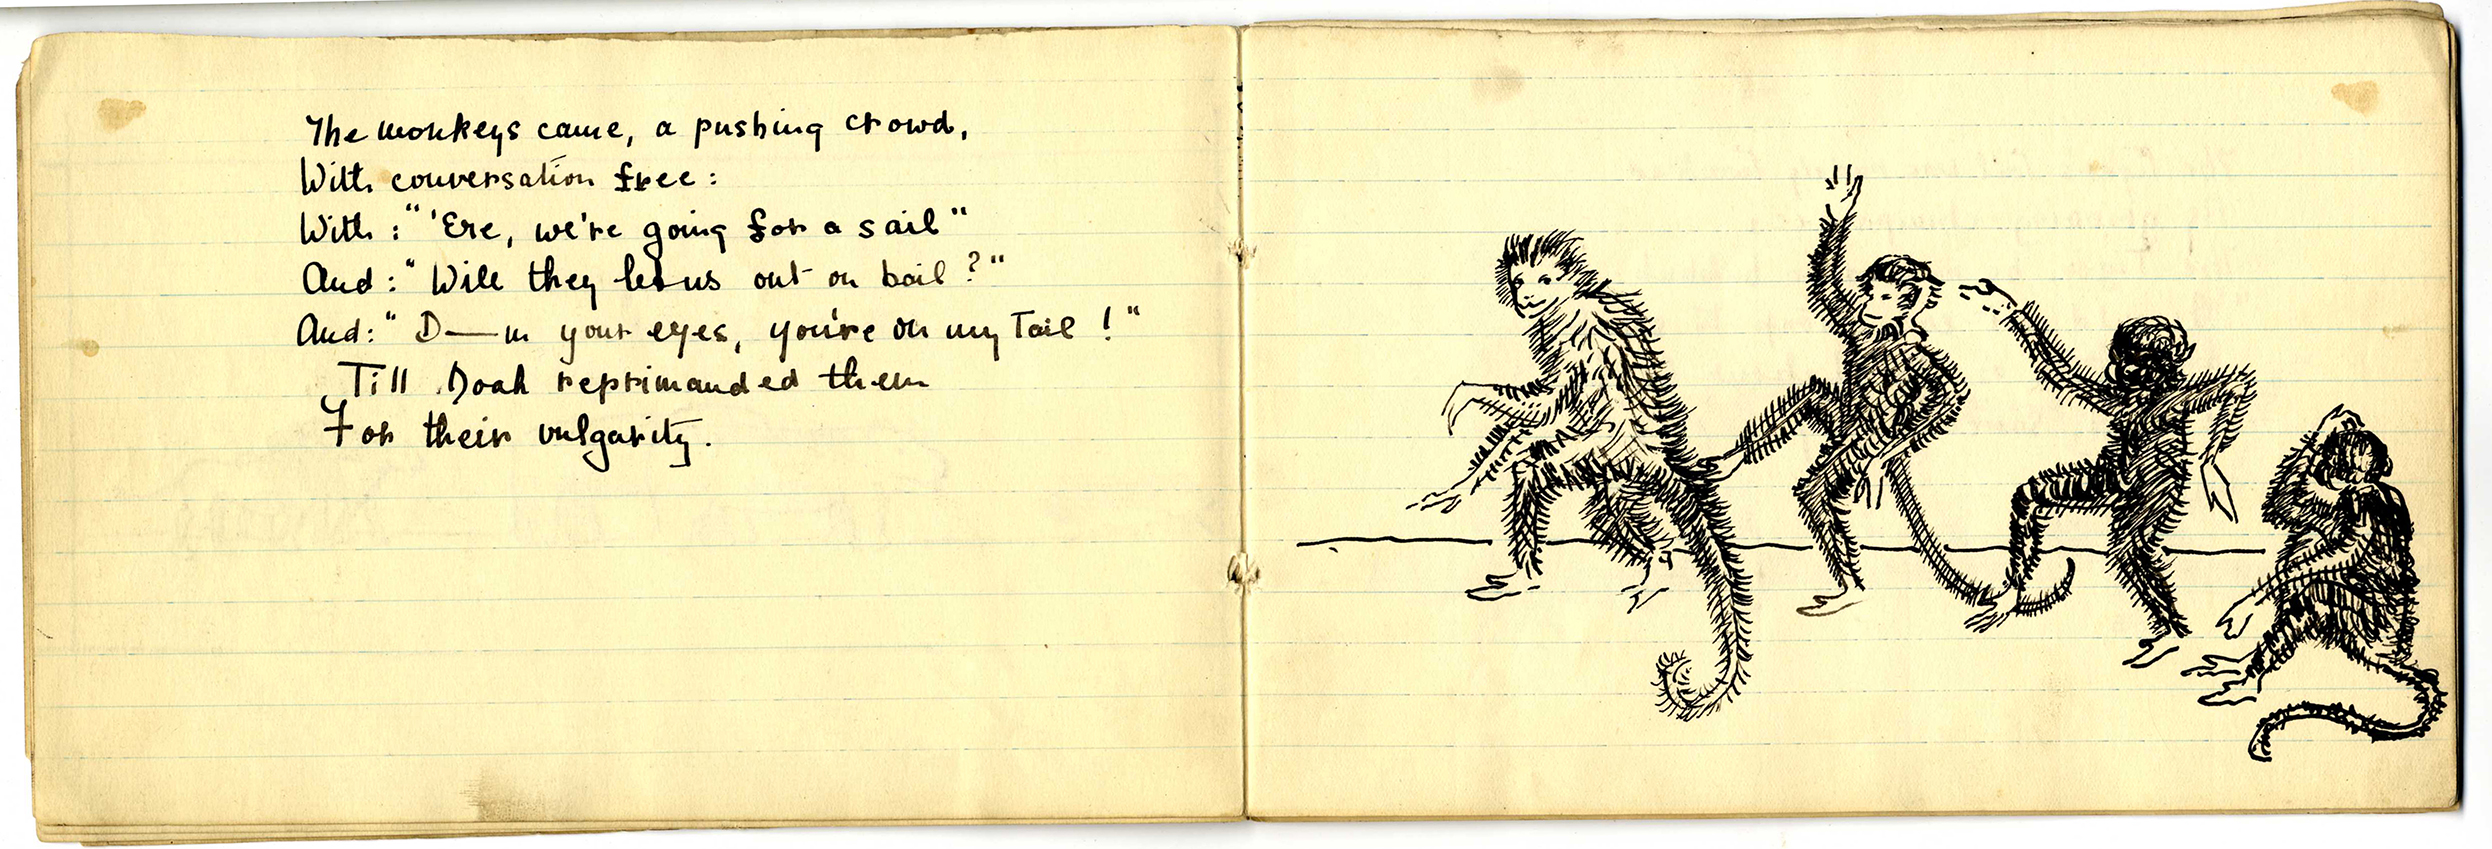 The monkeys came, a pushing crowd,
With conversation free:
With: "'Ere, we're going for a sail"
And: "Will they let us out on bail?"
And: "D—n your eyes, you're on my Tail!"
Till Noah reprimanded them
For their vulgarity.